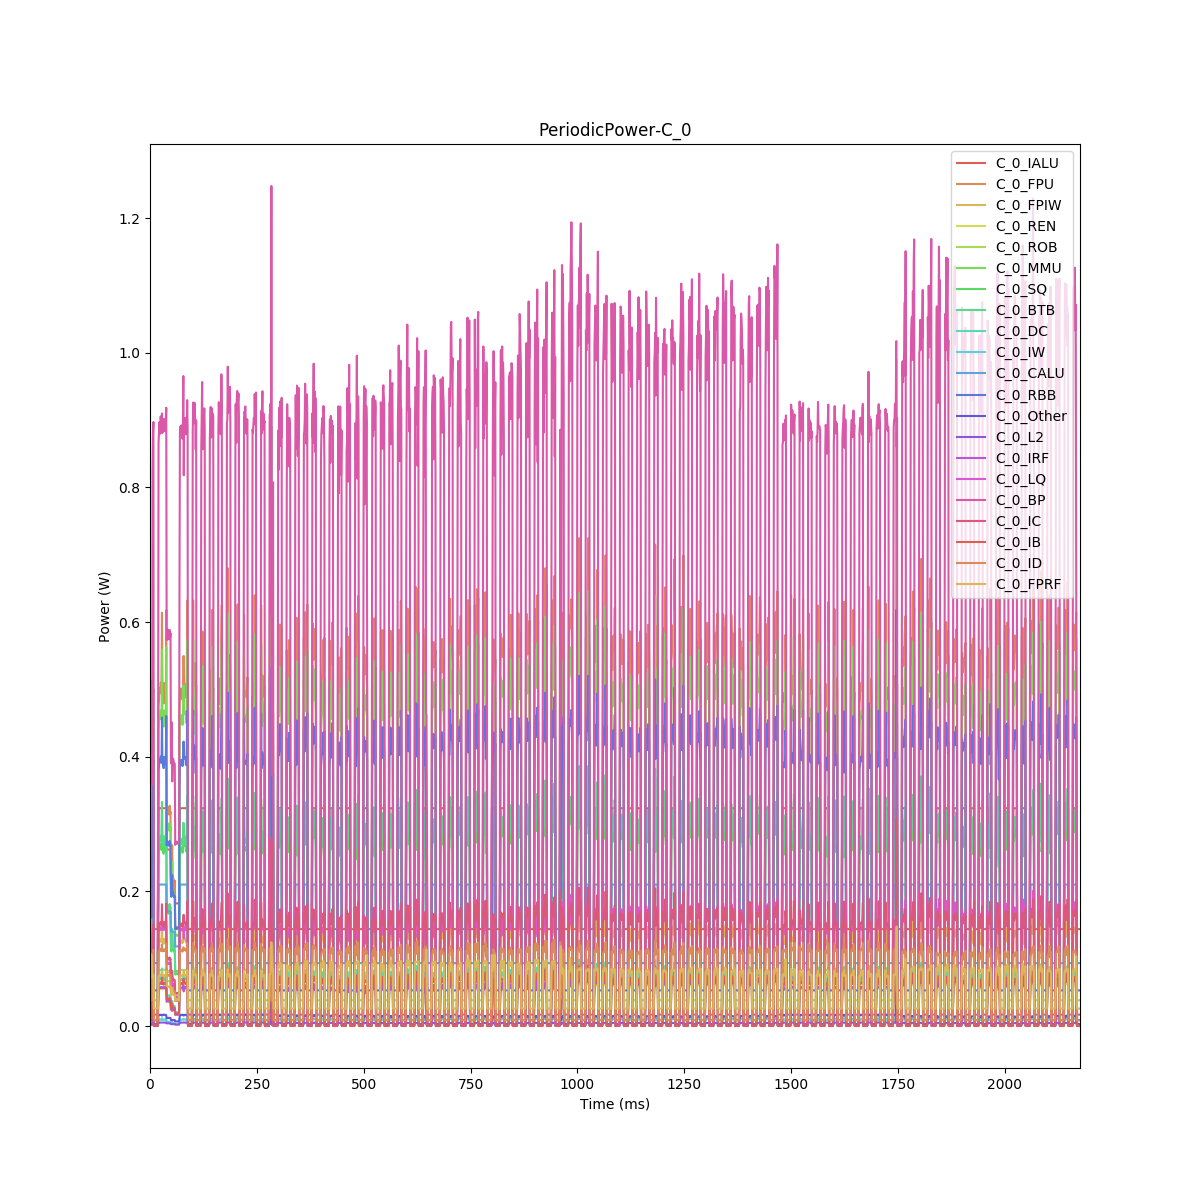 PeriodicPower-C_0
1.2
1.0
0.8
0.6
0.4
0.2
0.0
Power (W)
0
250
500
750
1000
1250
1500
1750
2000
Time (ms)
C_0_IALU
C_0_FPU
C_0_FPIW
C_0_REN
C_0_ROB
C_0_MMU
C_0_SQ
C_0_BTB
C_0_DC
C_0_IW
C_0_CALU
C_0_RBB
C_0_Other
C_0_L2
C_0_IRF
C_0_LQ
C_0_BP
C_0_IC
C_0_IB
C_0_ID
C_0_FPRF